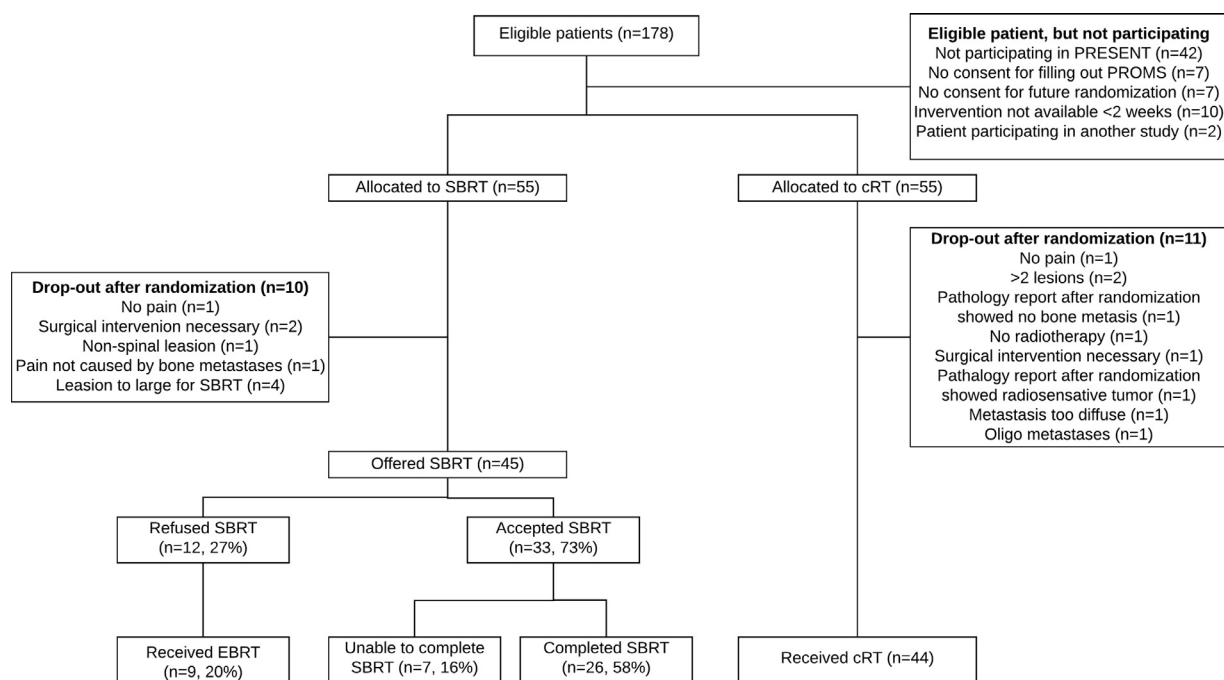 Eligible patients (n=178)
Eligible patient, but not participating
Not participating in PRESENT (n=42)
No consent for filling out PROMS (n=7)
No consent for future randomization (n=7)
Invervention not available <2 weeks (n=10)
Patient participating in another study (n=2)
Allocated to SBRT (n=55)
Allocated to cRT (n=55)
Drop-out after randomization (n=10)
No pain (n=1)
Surgical intervenion necessary (n=2)
Non-spinal leasion (n=1)
Pain not caused by bone metastases (n=1)
Leasion to large for SBRT (n=4)
Drop-out after randomization (n=11)
No pain (n=1)
>2 lesions (n=2)
Pathology report after randomization
showed no bone metasis (n=1)
No radiotherapy (n=1)
Surgical intervention necessary (n=1)
Pathalogy report after randomization
showed radiosensative tumor (n=1)
Metastasis too diffuse (n=1)
Oligo metastases (n=1)
Offered SBRT (n=45)
Refused SBRT
(n=12, 27%)
Accepted SBRT
(n=33, 73%)
Received EBRT
(n=9, 20%)
Unable to complete
SBRT (n=7, 16%)
Completed SBRT
(n=26, 58%)
Received cRT (n=44)